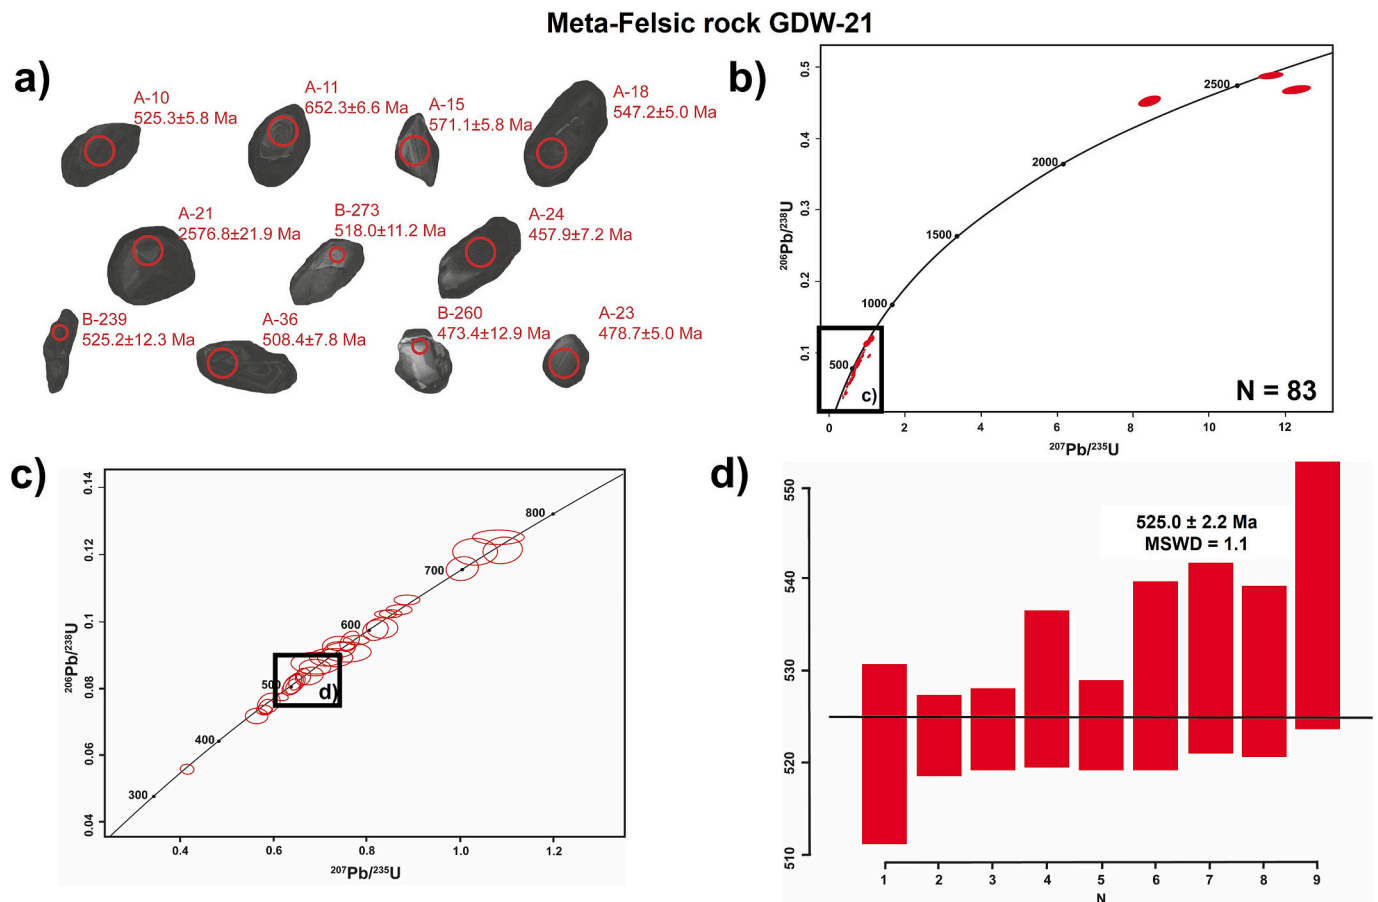 Meta-Felsic rock GDW-21
a)
A-10
525.3±5.8 Ma
A-11
652.3±6.6 Ma
A-15
571.1±5.8 Ma
A-18
547.2±5.0 Ma
A-21
2576.8±21.9 Ma
B-273
518.0±11.2 Ma
A-24
457.9±7.2 Ma
B-239
525.2±12.3 Ma
A-36
508.4±7.8 Ma
B-260
473.4±12.9 Ma
A-23
478.7±5.0 Ma
b)
0.5
0.4
0.3
0.2
0.1
206Pb/238U
2500
2000
1500
1000
500
c)
N = 83
0 2 4 6 8 10 12
207Pb/235U
c)
0.14
0.12
0.1
0.08
0.06
0.04
206Pb/238U
800
700
600
500
400
300
d)
0.4 0.6 0.8 1.0 1.2
207Pb/235U
d)
550
540
530
520
510
525.0 ± 2.2 Ma
MSWD = 1.1
1 2 3 4 5 6 7 8 9
N